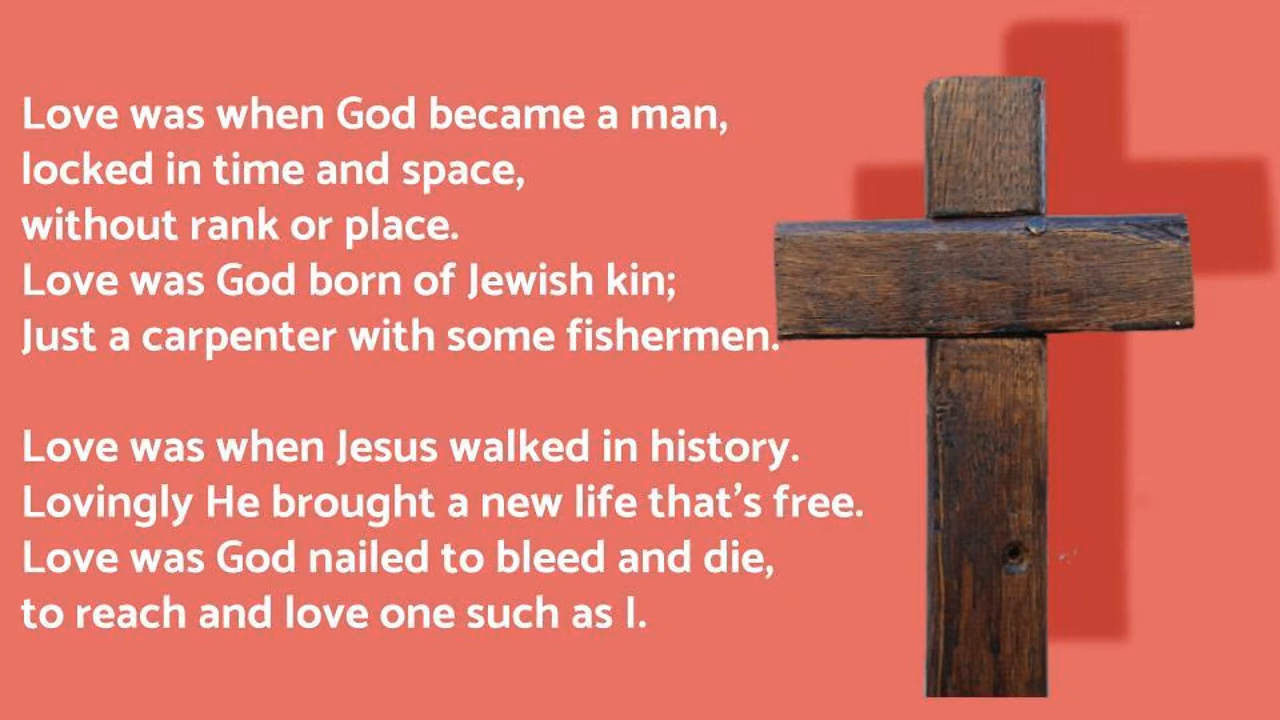 Love was when God became a man,
locked in time and space,
without rank or place.
Love was God born of Jewish kin;
Just a carpenter with some fishermen.
Love was when Jesus walked in history.
Lovingly He brought a new life that's free.
Love was God nailed to bleed and die,
to reach and love one such as I.